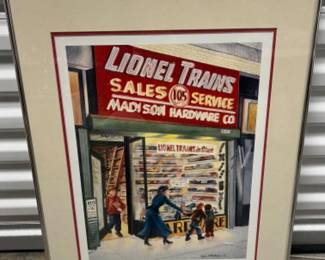 LIONEL TRAINS
SALES 105 SERVICE
MADISON HARDWARE CO
LIONEL TRAINS